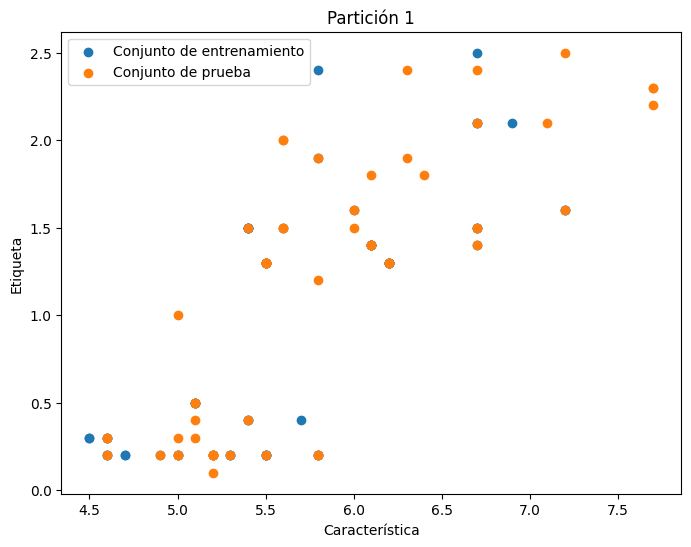 Partición 1
Conjunto de entrenamiento
Conjunto de prueba
2.5
2.0
1.5
1.0
0.5
0.0
Etiqueta
4.5 5.0 5.5 6.0 6.5 7.0 7.5
Característica